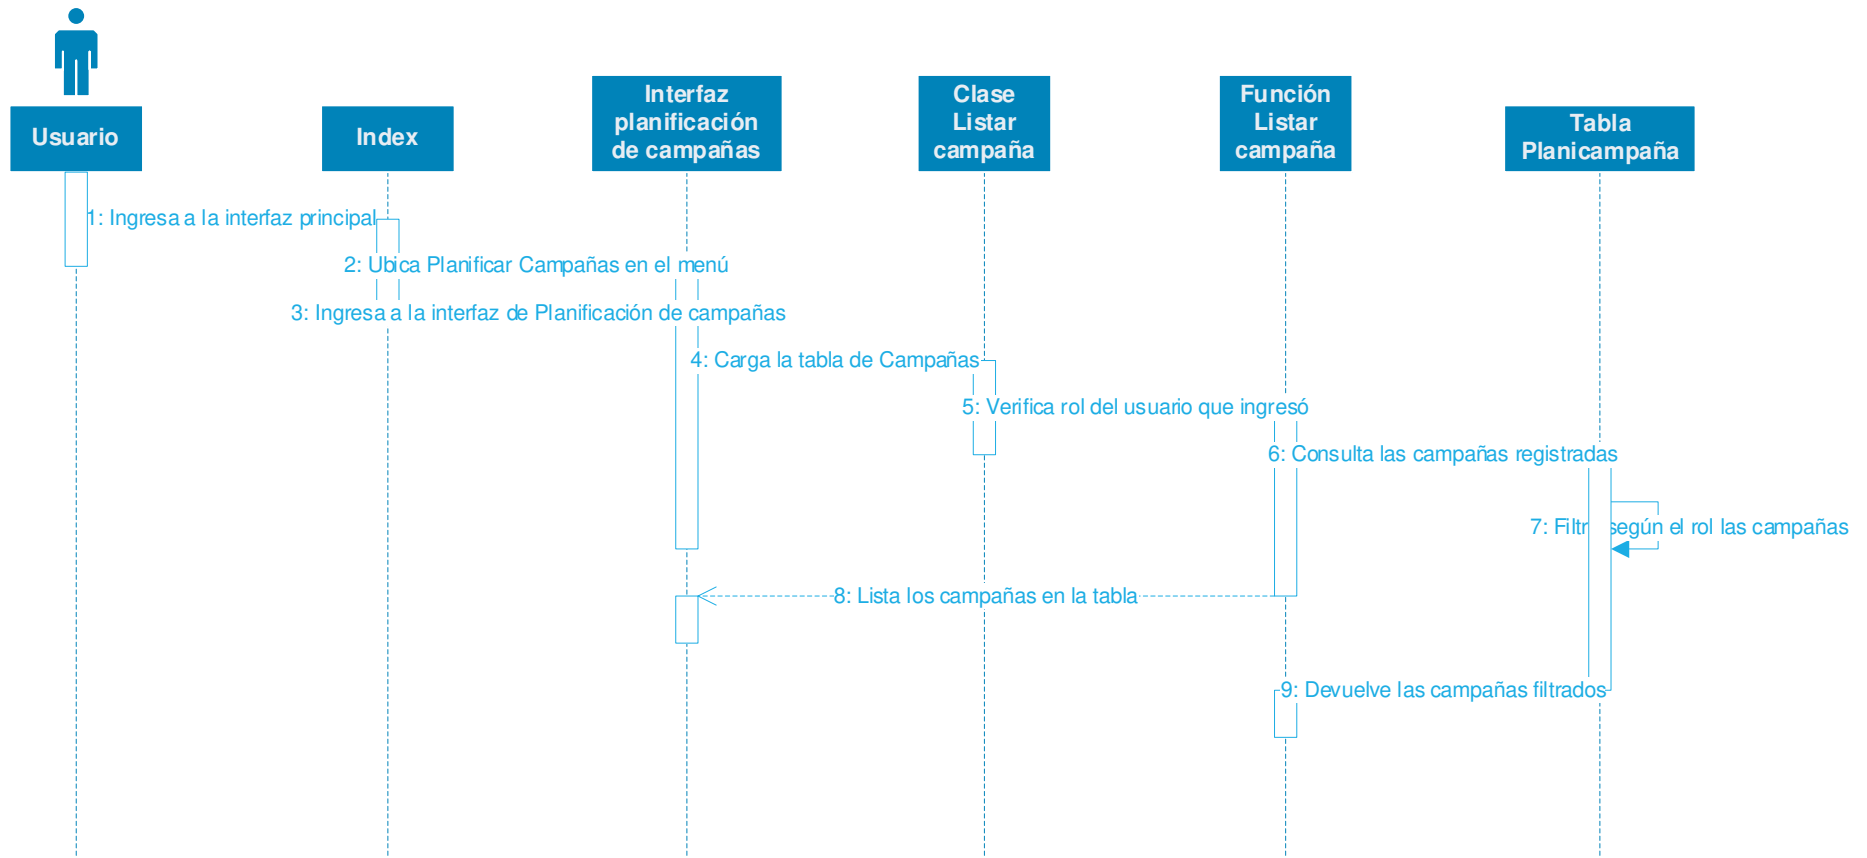 Usuario
Index
Interfaz
planificación
de campañas
Clase
Listar
campaña
Función
Listar
campaña
Tabla
Planicampaña
1: Ingresa a la interfaz principal
2: Ubica Planificar Campañas en el menú
3: Ingresa a la interfaz de Planificación de campañas
4: Carga la tabla de Campañas
5: Verifica rol del usuario que ingresó
6: Consulta las campañas registradas
7: Filtr según el rol las campañas
8: Lista los campañas en la tabla
9: Devuelve las campañas filtrados